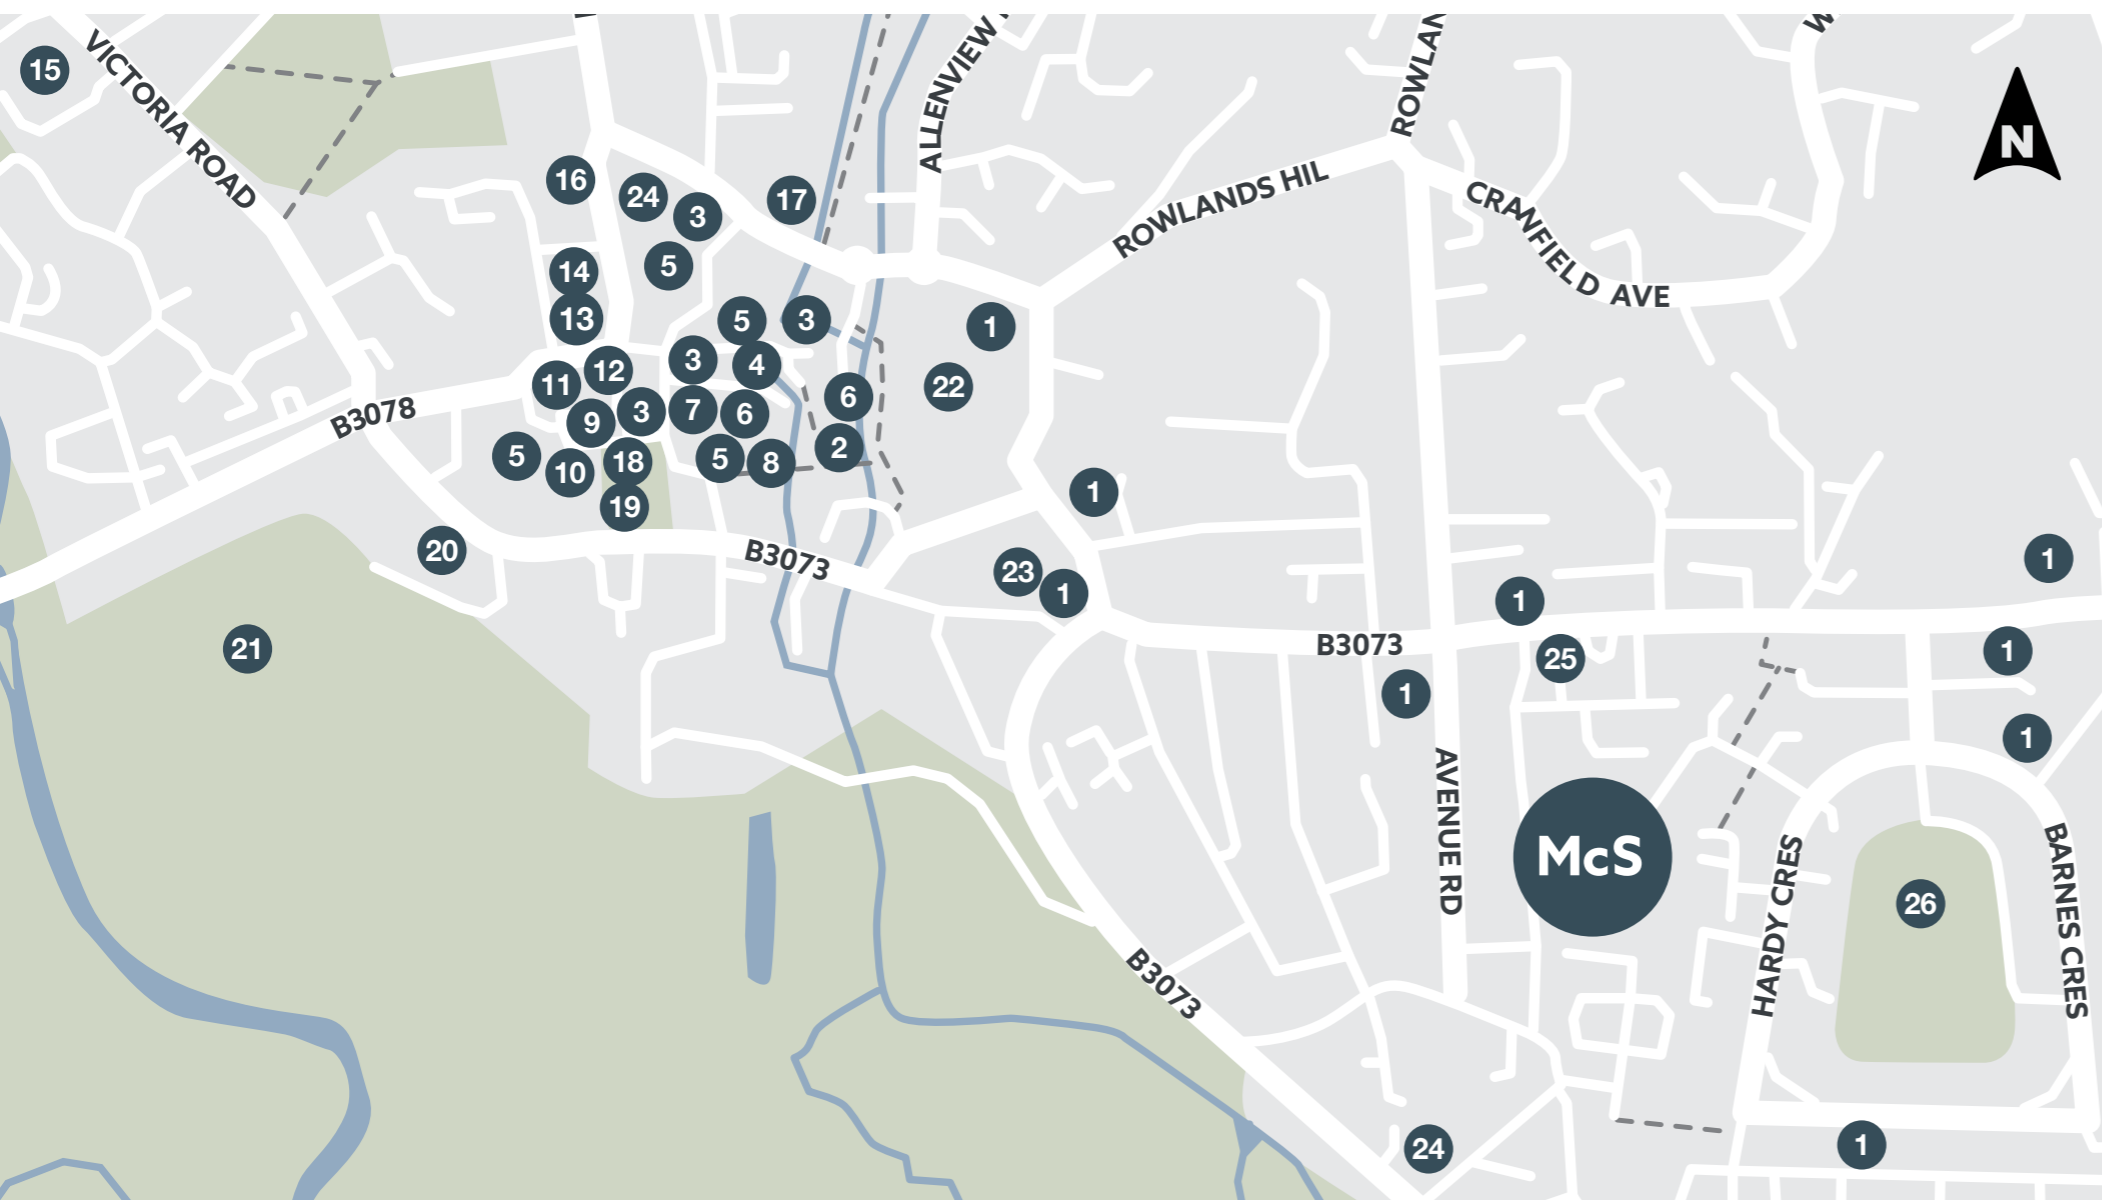 15
VICTORIA ROAD
ALLENVIEW
ROWLAN
W
N
16
24
3
17
5
14
13
5
3
1
ROWLANDS HIL
CRANFIELD AVE
11
12
3
4
22
B3078
9
3
7
6
6
2
5
10
18
5
8
19
1
20
B3073
23
1
1
1
21
B3073
25
1
1
1
AVENUE RD
McS
HARDY CRES
26
BARNES CRES
B3073
24
1